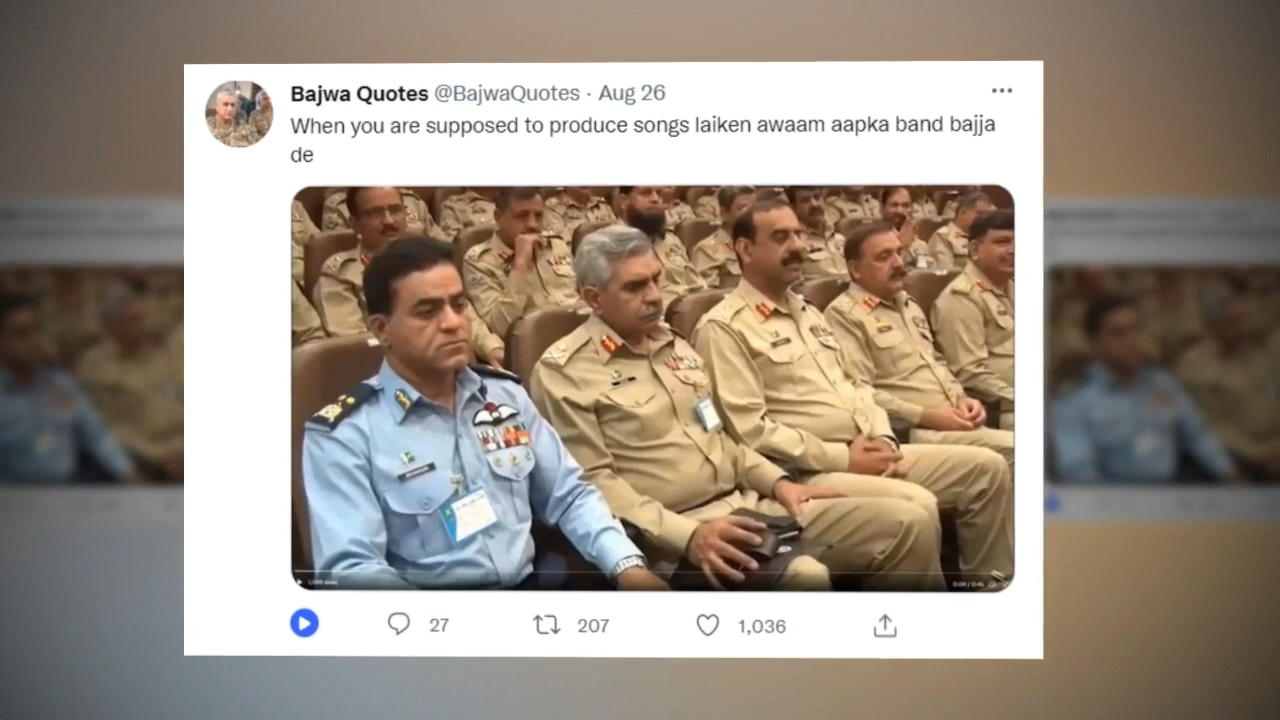 Bajwa Quotes @BajwaQuotes · Aug 26
When you are supposed to produce songs laiken awaam aapka band bajja
de
27
207
1,036